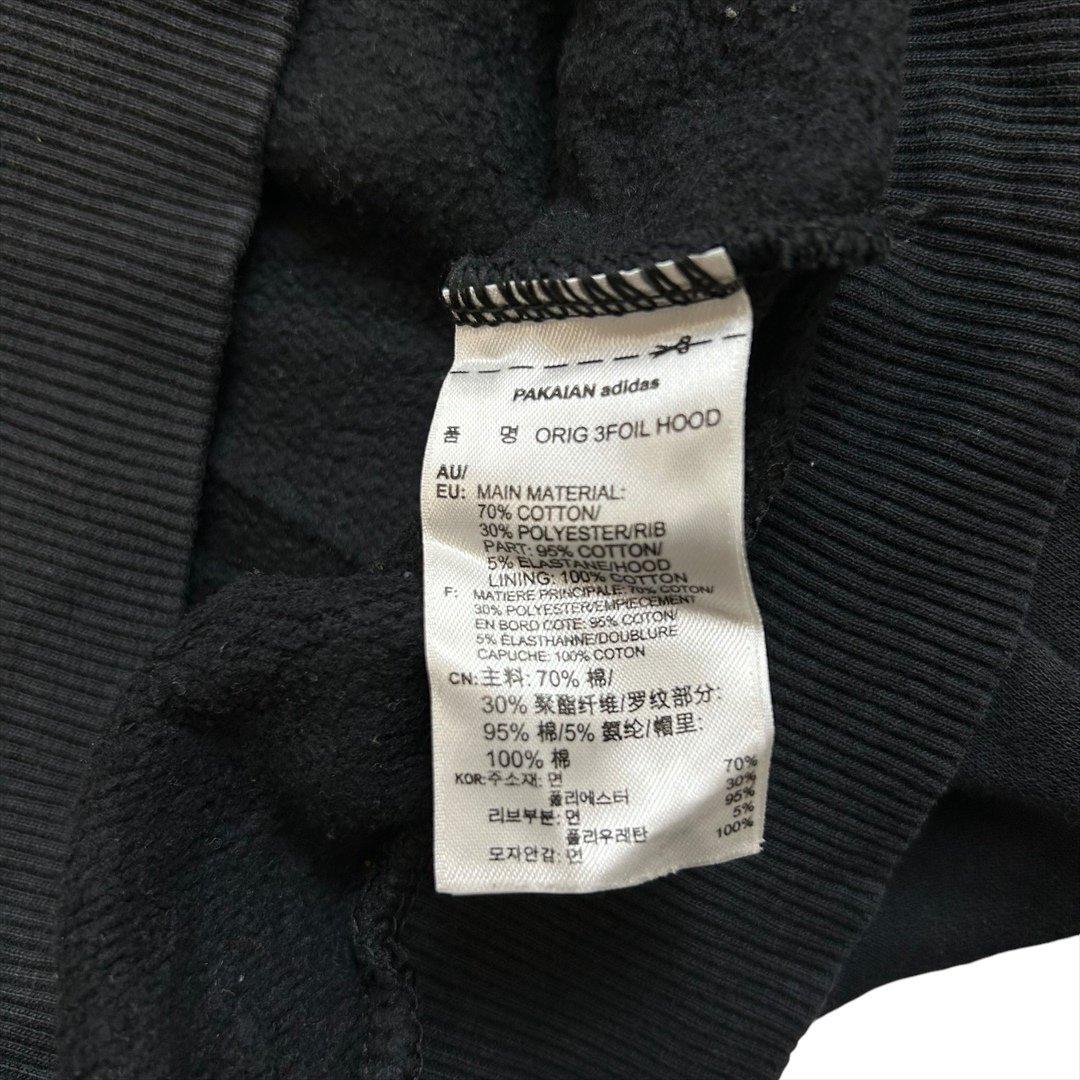 PAKAIAN adidas
품 명 ORIG 3FOIL HOOD
AU/
EU: MAIN MATERIAL:
70% COTTON/
30% POLYESTER/RIB
PART: 95% COTTON/
5% ELASTANE/HOOD
LINING: 100% COTTON
F: MATIERE PRINCIPALE: 70% COTON/
30% POLYESTER/EMPIECEMENT
EN BORD COTE: 95% COTON/
5% ÉLASTHANNE/DOUBLURE
CAPUCHE: 100% COTON
CN: 主料: 70% 棉/
30% 聚酯纤维/罗纹部分:
95% 棉/5% 氨纶/帽里:
100% 棉
KOR: 주소재: 면 70%
폴리에스터 30%
리브부분: 면 95%
폴리우레탄 5%
모자안감: 면 100%